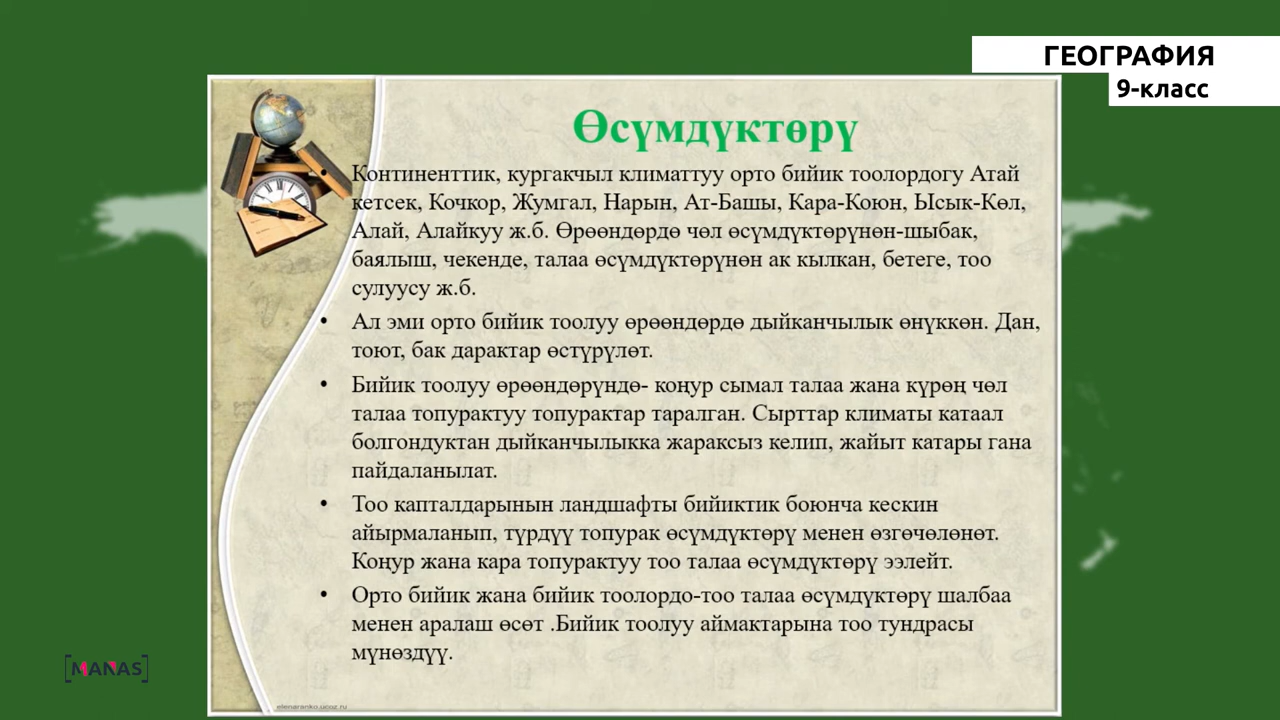 ГЕОГРАФИЯ
9-класс
Өсүмдүктөрү
• Континенттик, кургакчыл климаттуу орто бийик тоолордогу Атай
кетсек, Кочкор, Жумгал, Нарын, Ат-Башы, Кара-Коюн, Ысык-Көл,
Алай, Алайкуу ж.б. Өрөөндөрдө чөл өсүмдүктөрүнөн-шыбак,
баялыш, чекенде, талаа өсүмдүктөрүнөн ак кылкан, бетеге, тоо
сулуусу ж.б.
• Ал эми орто бийик тоолуу өрөөндөрдө дыйканчылык өнүккөн. Дан,
тоют, бак дарактар өстүрүлөт.
• Бийик тоолуу өрөөндөрүндө- коңур сымал талаа жана күрөң чөл
талаа топурактуу топурактар таралган. Сырттар климаты катаал
болгондуктан дыйканчылыкка жараксыз келип, жайыт катары гана
пайдаланылат.
• Тоо капталдарынын ландшафты бийиктик боюнча кескин
айырмаланып, түрдүү топурак өсүмдүктөрү менен өзгөчөлөнөт.
Коңур жана кара топурактуу тоо талаа өсүмдүктөрү ээлейт.
• Орто бийик жана бийик тоолордо-тоо талаа өсүмдүктөрү шалбаа
менен аралаш өсөт .Бийик тоолуу аймактарына тоо тундрасы
мүнөздүү.
[MANAS]
elenaranko.ucoz.ru